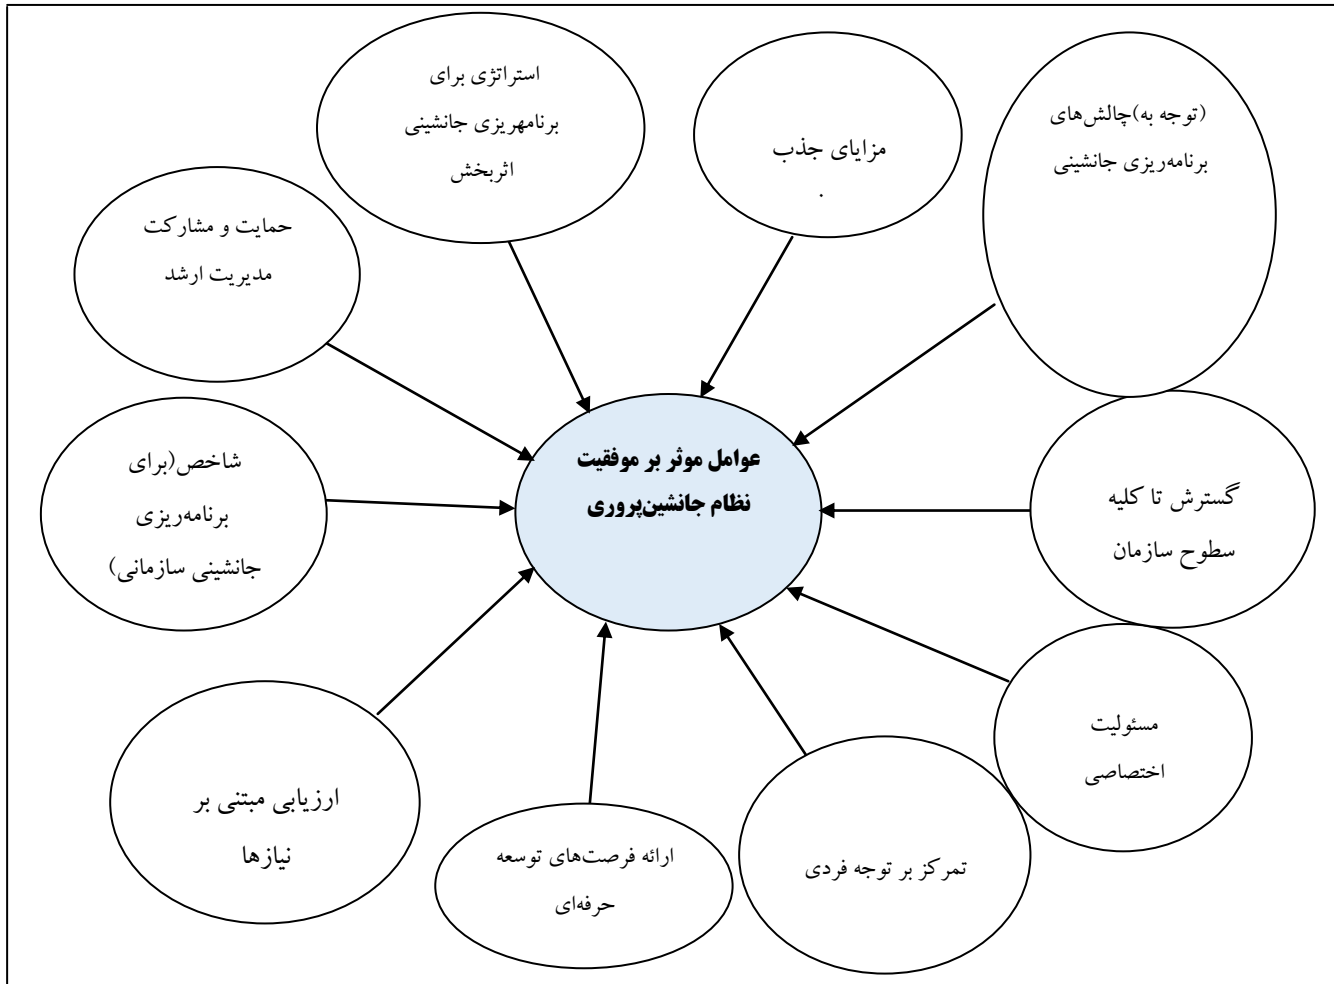 استراتژی برای
برنامهریزی جانشینی
اثربخش
مزایای جذب
.
(توجه به)چالش‌های
برنامه‌ریزی جانشینی
حمایت و مشارکت
مدیریت ارشد
عوامل موثر بر موفقیت
نظام جانشین‌پروری
شاخص(برای
برنامه‌ریزی
جانشینی سازمانی)
گسترش تا کلیه
سطوح سازمان
مسئولیت
اختصاصی
ارزیابی مبتنی بر
نیازها
ارائه فرصت‌های توسعه
حرفه‌ای
تمرکز بر توجه فردی